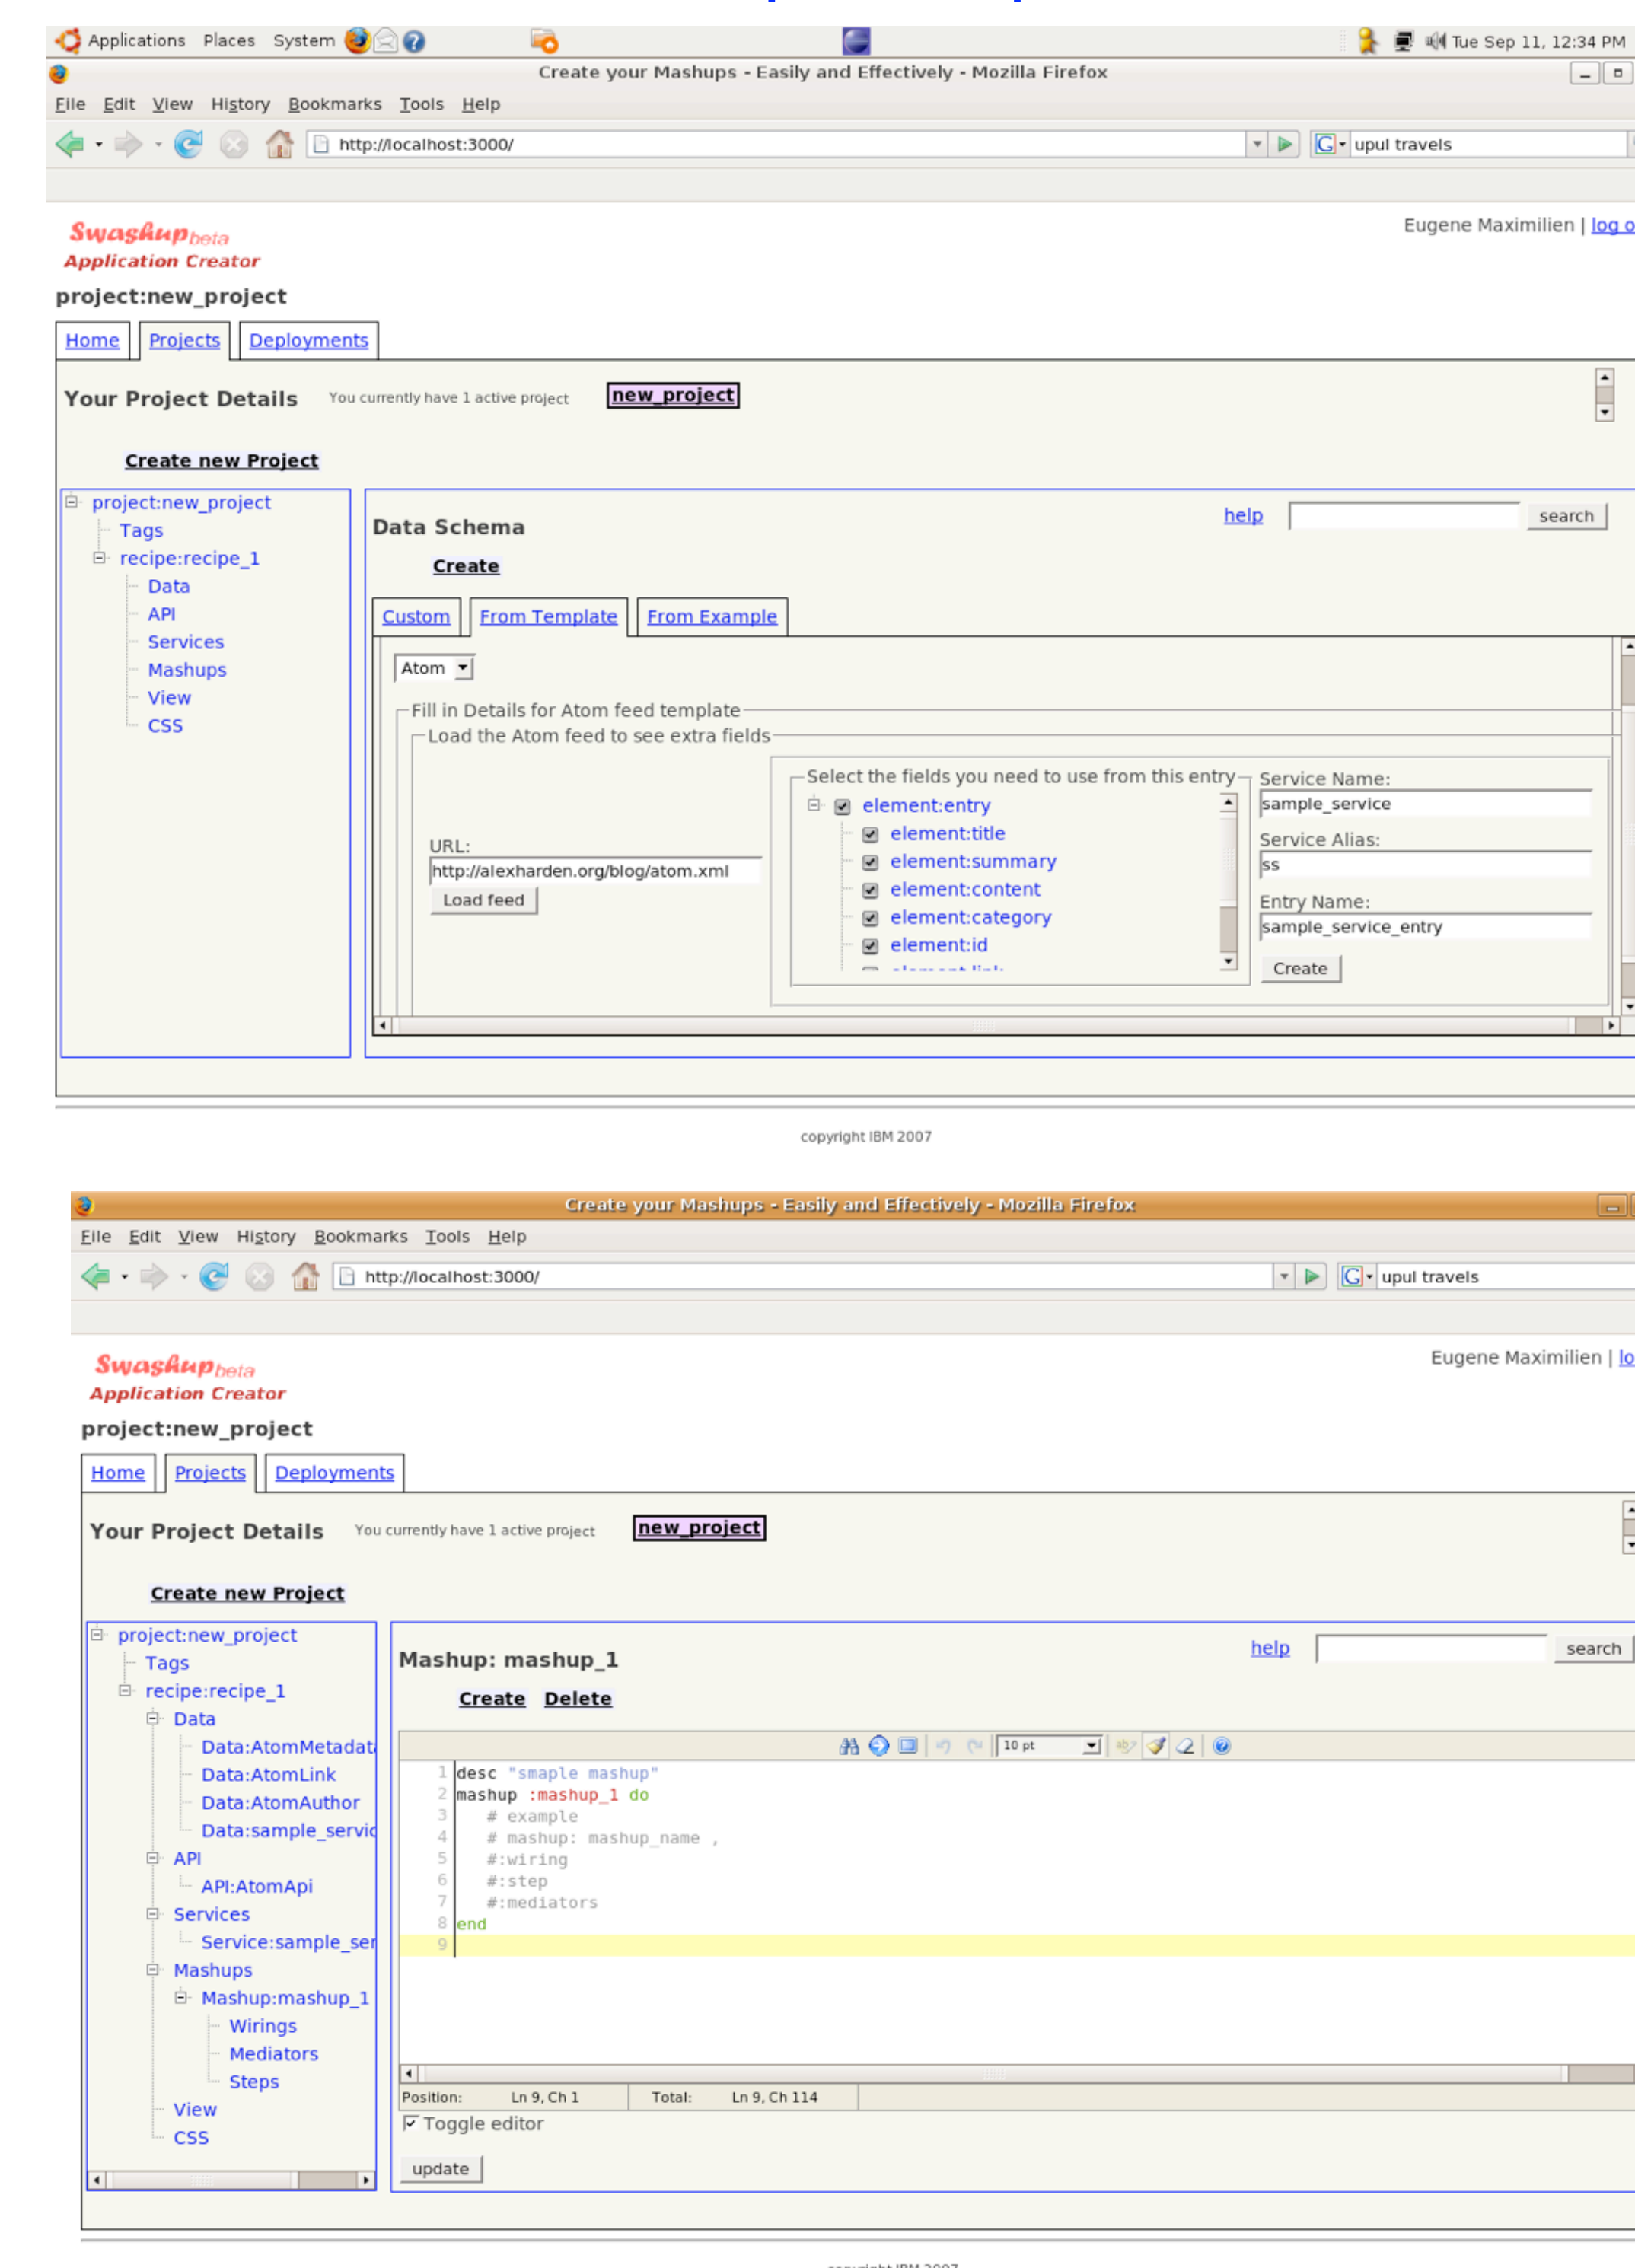 Applications Places System Tue Sep 11, 12:34 PM
Create your Mashups - Easily and Effectively - Mozilla Firefox
File Edit View History Bookmarks Tools Help
http://localhost:3000/ G upul travels
Swashup beta
Eugene Maximilien | log o
Application Creator
project:new_project
Home Projects Deployments
Your Project Details You currently have 1 active project new_project
Create new Project
project:new_project
Tags
recipe:recipe_1
Data
API
Services
Mashups
View
CSS
help search
Data Schema
Create
Custom From Template From Example
Atom
Fill in Details for Atom feed template
Load the Atom feed to see extra fields
URL:
http://alexharden.org/blog/atom.xml
Load feed
Select the fields you need to use from this entry
element:entry
element:title
element:summary
element:content
element:category
element:id
Service Name:
sample_service
Service Alias:
ss
Entry Name:
sample_service_entry
Create
copyright IBM 2007
Create your Mashups - Easily and Effectively - Mozilla Firefox
File Edit View History Bookmarks Tools Help
http://localhost:3000/ G upul travels
Swashup beta
Eugene Maximilien | lo
Application Creator
project:new_project
Home Projects Deployments
Your Project Details You currently have 1 active project new_project
Create new Project
project:new_project
Tags
recipe:recipe_1
Data
Data:AtomMetadat
Data:AtomLink
Data:AtomAuthor
Data:sample_servic
API
API:AtomApi
Services
Service:sample_ser
Mashups
Mashup:mashup_1
Wirings
Mediators
Steps
View
CSS
help search
Mashup: mashup_1
Create Delete
10 pt
1 desc "smaple mashup"
2 mashup :mashup_1 do
3 # example
4 # mashup: mashup_name ,
5 #:wiring
6 #:step
7 #:mediators
8 end
9
Position: Ln 9, Ch 1 Total: Ln 9, Ch 114
Toggle editor
update